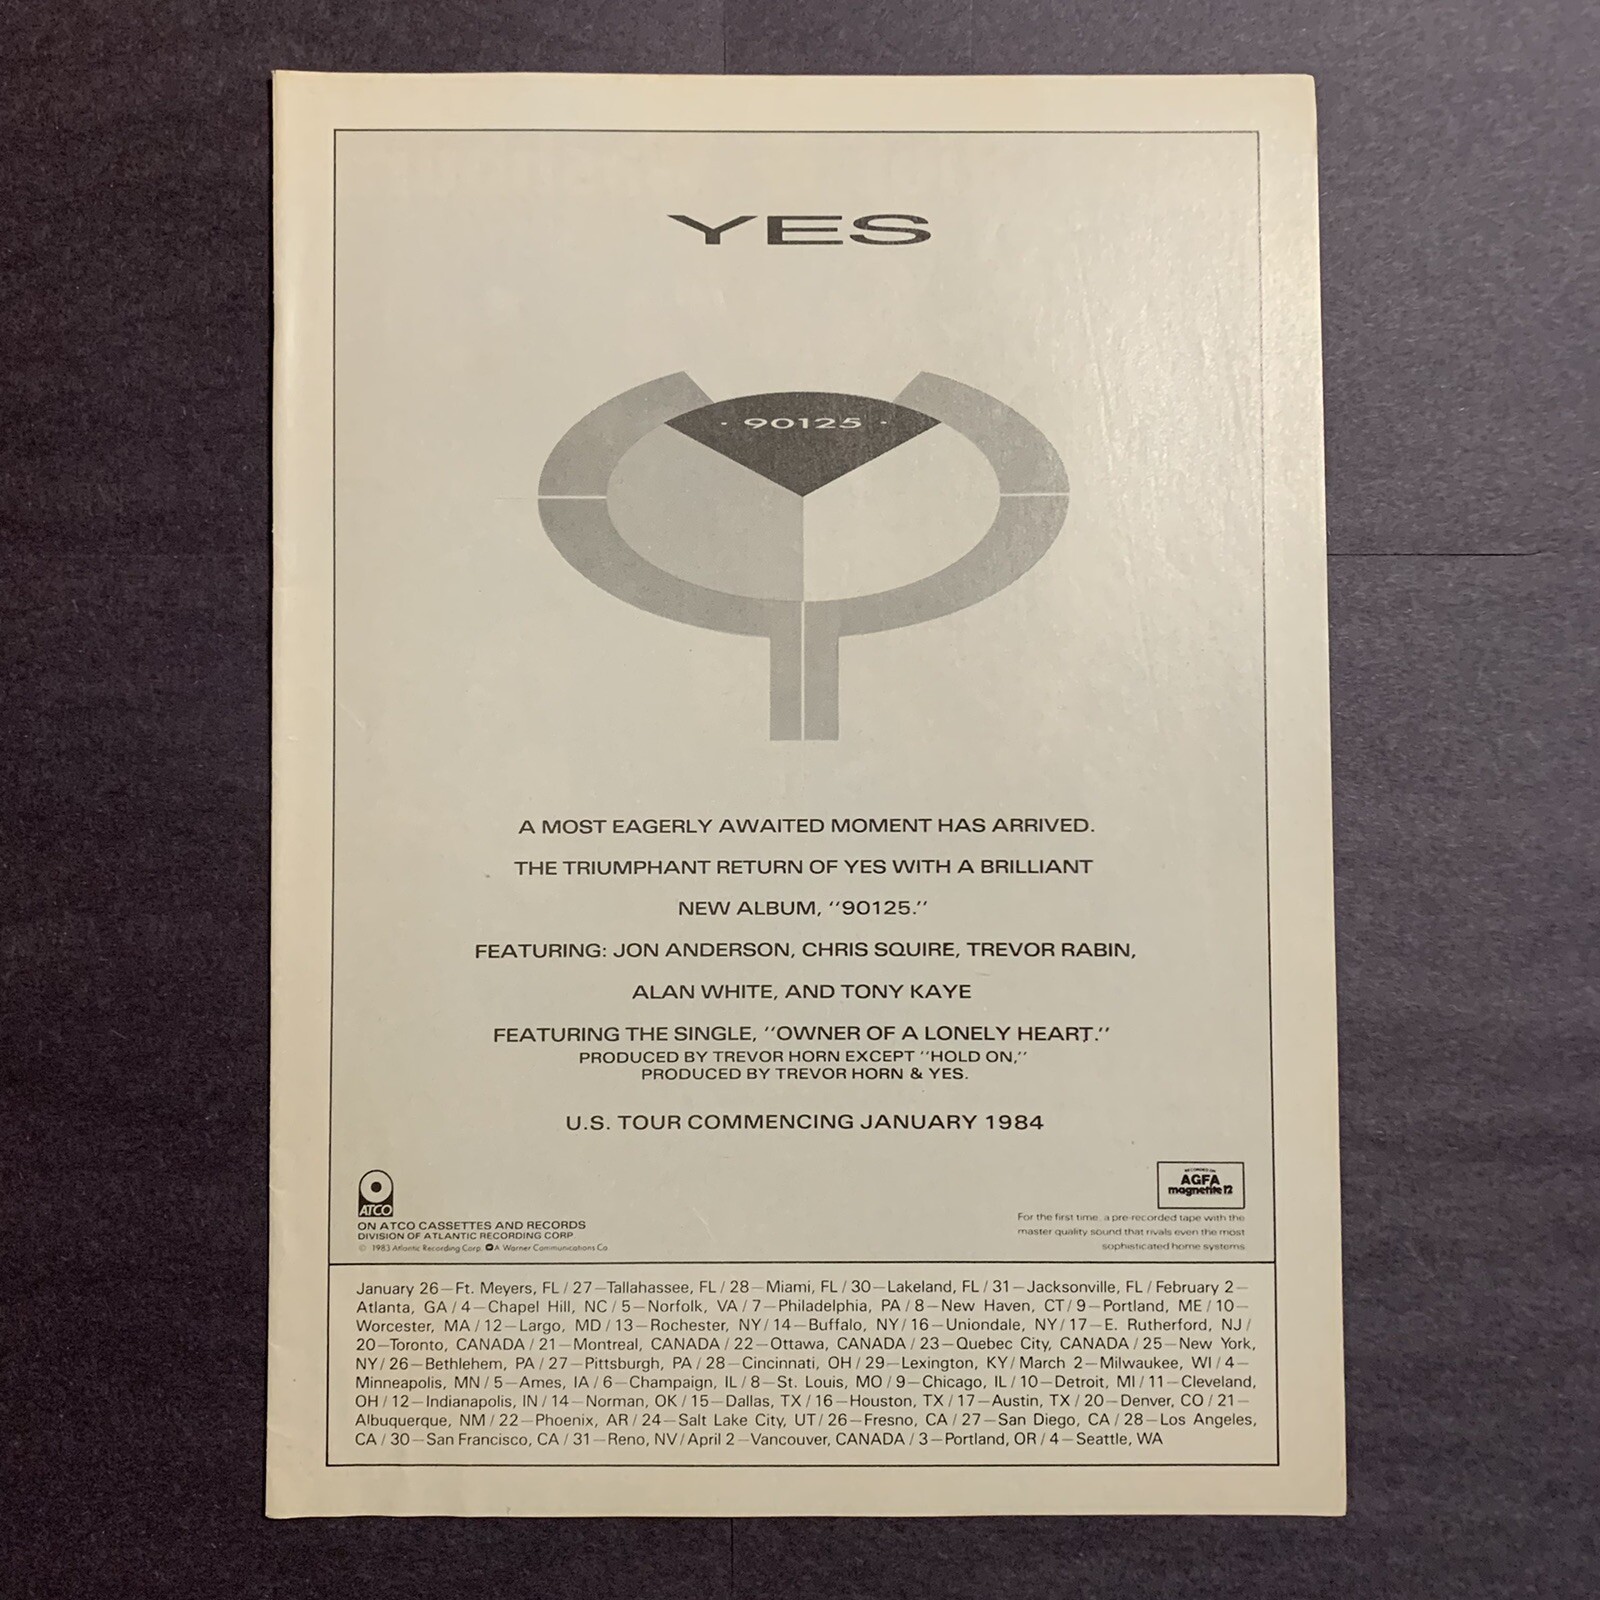 YES
· 90125 ·
A MOST EAGERLY AWAITED MOMENT HAS ARRIVED.
THE TRIUMPHANT RETURN OF YES WITH A BRILLIANT
NEW ALBUM, ''90125.''
FEATURING: JON ANDERSON, CHRIS SQUIRE, TREVOR RABIN,
ALAN WHITE, AND TONY KAYE
FEATURING THE SINGLE, ''OWNER OF A LONELY HEART.''
PRODUCED BY TREVOR HORN EXCEPT ''HOLD ON,''
PRODUCED BY TREVOR HORN & YES.
U.S. TOUR COMMENCING JANUARY 1984
ATCO
ON ATCO CASSETTES AND RECORDS
DIVISION OF ATLANTIC RECORDING CORP.
© 1983 Atlantic Recording Corp. A Warner Communications Co
RECORDED ON
AGFA
magnetite 12
For the first time, a pre-recorded tape with the
master quality sound that rivals even the most
sophisticated home systems
January 26—Ft. Meyers, FL / 27—Tallahassee, FL / 28—Miami, FL / 30—Lakeland, FL / 31—Jacksonville, FL / February 2—
Atlanta, GA / 4—Chapel Hill, NC / 5—Norfolk, VA / 7—Philadelphia, PA / 8—New Haven, CT / 9—Portland, ME / 10—
Worcester, MA / 12—Largo, MD / 13—Rochester, NY / 14—Buffalo, NY / 16—Uniondale, NY / 17—E. Rutherford, NJ /
20—Toronto, CANADA / 21—Montreal, CANADA / 22—Ottawa, CANADA / 23—Quebec City, CANADA / 25—New York,
NY / 26—Bethlehem, PA / 27—Pittsburgh, PA / 28—Cincinnati, OH / 29—Lexington, KY / March 2—Milwaukee, WI / 4—
Minneapolis, MN / 5—Ames, IA / 6—Champaign, IL / 8—St. Louis, MO / 9—Chicago, IL / 10—Detroit, MI / 11—Cleveland,
OH / 12—Indianapolis, IN / 14—Norman, OK / 15—Dallas, TX / 16—Houston, TX / 17—Austin, TX / 20—Denver, CO / 21—
Albuquerque, NM / 22—Phoenix, AR / 24—Salt Lake City, UT / 26—Fresno, CA / 27—San Diego, CA / 28—Los Angeles,
CA / 30—San Francisco, CA / 31—Reno, NV / April 2—Vancouver, CANADA / 3—Portland, OR / 4—Seattle, WA